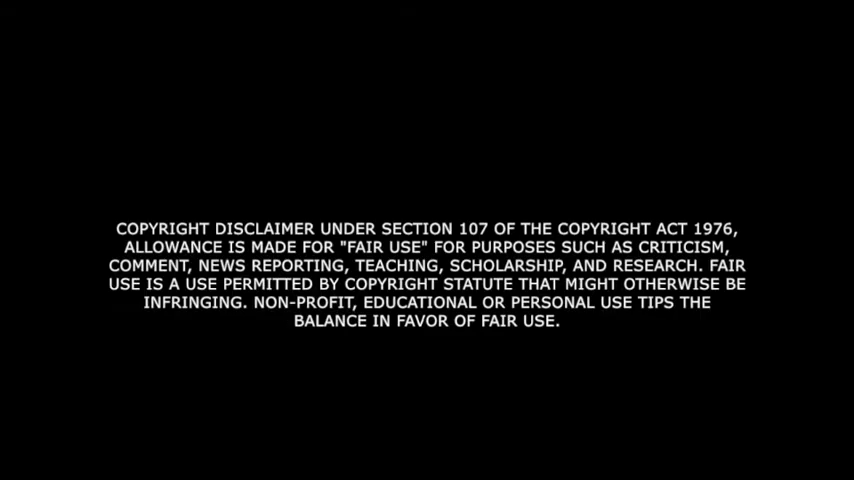 COPYRIGHT DISCLAIMER UNDER SECTION 107 OF THE COPYRIGHT ACT 1976,
ALLOWANCE IS MADE FOR "FAIR USE" FOR PURPOSES SUCH AS CRITICISM,
COMMENT, NEWS REPORTING, TEACHING, SCHOLARSHIP, AND RESEARCH. FAIR
USE IS A USE PERMITTED BY COPYRIGHT STATUTE THAT MIGHT OTHERWISE BE
INFRINGING. NON-PROFIT, EDUCATIONAL OR PERSONAL USE TIPS THE
BALANCE IN FAVOR OF FAIR USE.